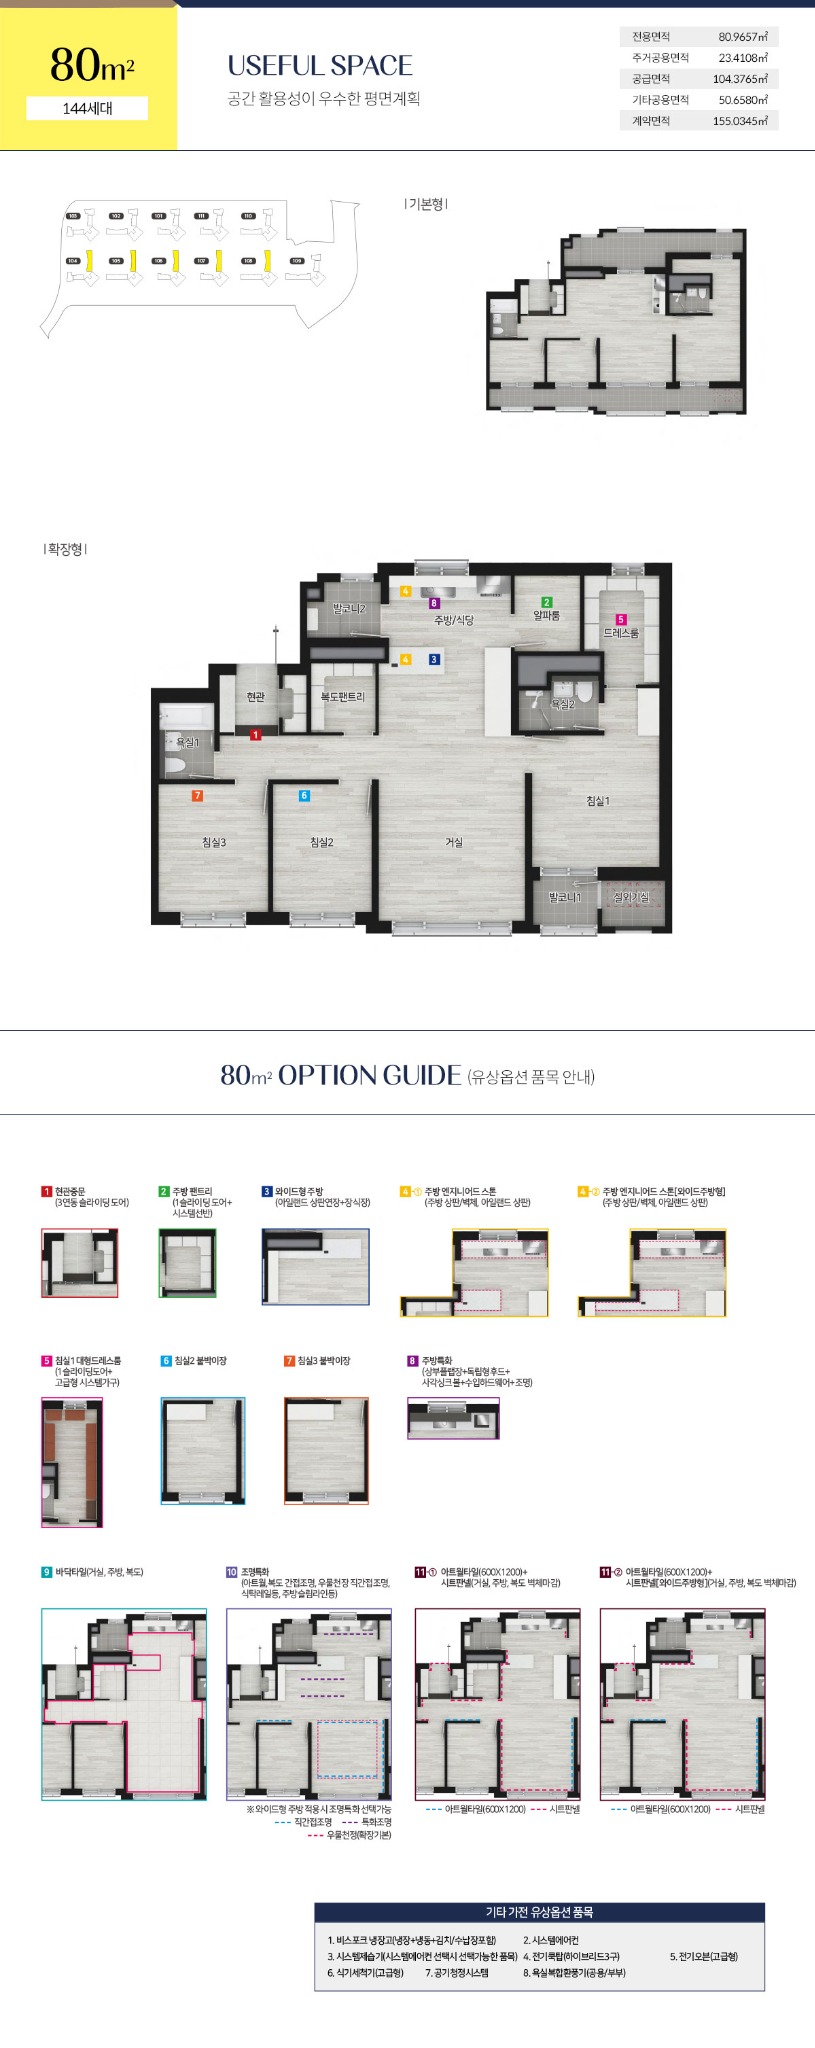 80m²
144세대
USEFUL SPACE
공간 활용성이 우수한 평면계획
전용면적 80.9657㎡
주거공용면적 23.4108㎡
공급면적 104.3765㎡
기타공용면적 50.6580㎡
계약면적 155.0345㎡
103 102 101 111 110
104 105 106 107 108 109
| 기본형 |
| 확장형 |
발코니2
4
8
주방/식당
2
알파룸
5
드레스룸
4
3
현관
복도팬트리
욕실2
1
욕실1
7
6
침실1
침실3
침실2
거실
발코니1
실외기실
80m² OPTION GUIDE (유상옵션 품목 안내)
1 현관중문
(3연동 슬라이딩 도어)
2 주방 팬트리
(1슬라이딩 도어+
시스템선반)
3 와이드형 주방
(아일랜드 상판연장+장식장)
4-① 주방 엔지니어드 스톤
(주방 상판/벽체, 아일랜드 상판)
4-② 주방 엔지니어드 스톤[와이드주방형]
(주방 상판/벽체, 아일랜드 상판)
5 침실1 대형드레스룸
(1슬라이딩도어+
고급형 시스템가구)
6 침실2 붙박이장
7 침실3 붙박이장
8 주방특화
(상부플랩장+독립형후드+
사각싱크볼+수입하드웨어+조명)
9 바닥타일(거실, 주방, 복도)
10 조명특화
(아트월,복도 간접조명, 우물천장 직간접조명,
식탁레일등, 주방슬림라인등)
11-① 아트월타일(600X1200)+
시트판넬(거실, 주방, 복도 벽체마감)
11-② 아트월타일(600X1200)+
시트판넬[와이드주방형](거실, 주방, 복도 벽체마감)
※ 와이드형 주방 적용시 조명특화 선택가능
직간접조명 특화조명
우물천정(확장기본)
아트월타일(600X1200) 시트판넬
아트월타일(600X1200) 시트판넬
기타 가전 유상옵션 품목
1. 비스포크 냉장고(냉장+냉동+김치/수납장포함) 2. 시스템에어컨
3. 시스템제습기(시스템에어컨 선택시 선택가능한 품목) 4. 전기쿡탑(하이브리드3구) 5. 전기오븐(고급형)
6. 식기세척기(고급형) 7. 공기청정시스템 8. 욕실복합환풍기(공용/부부)